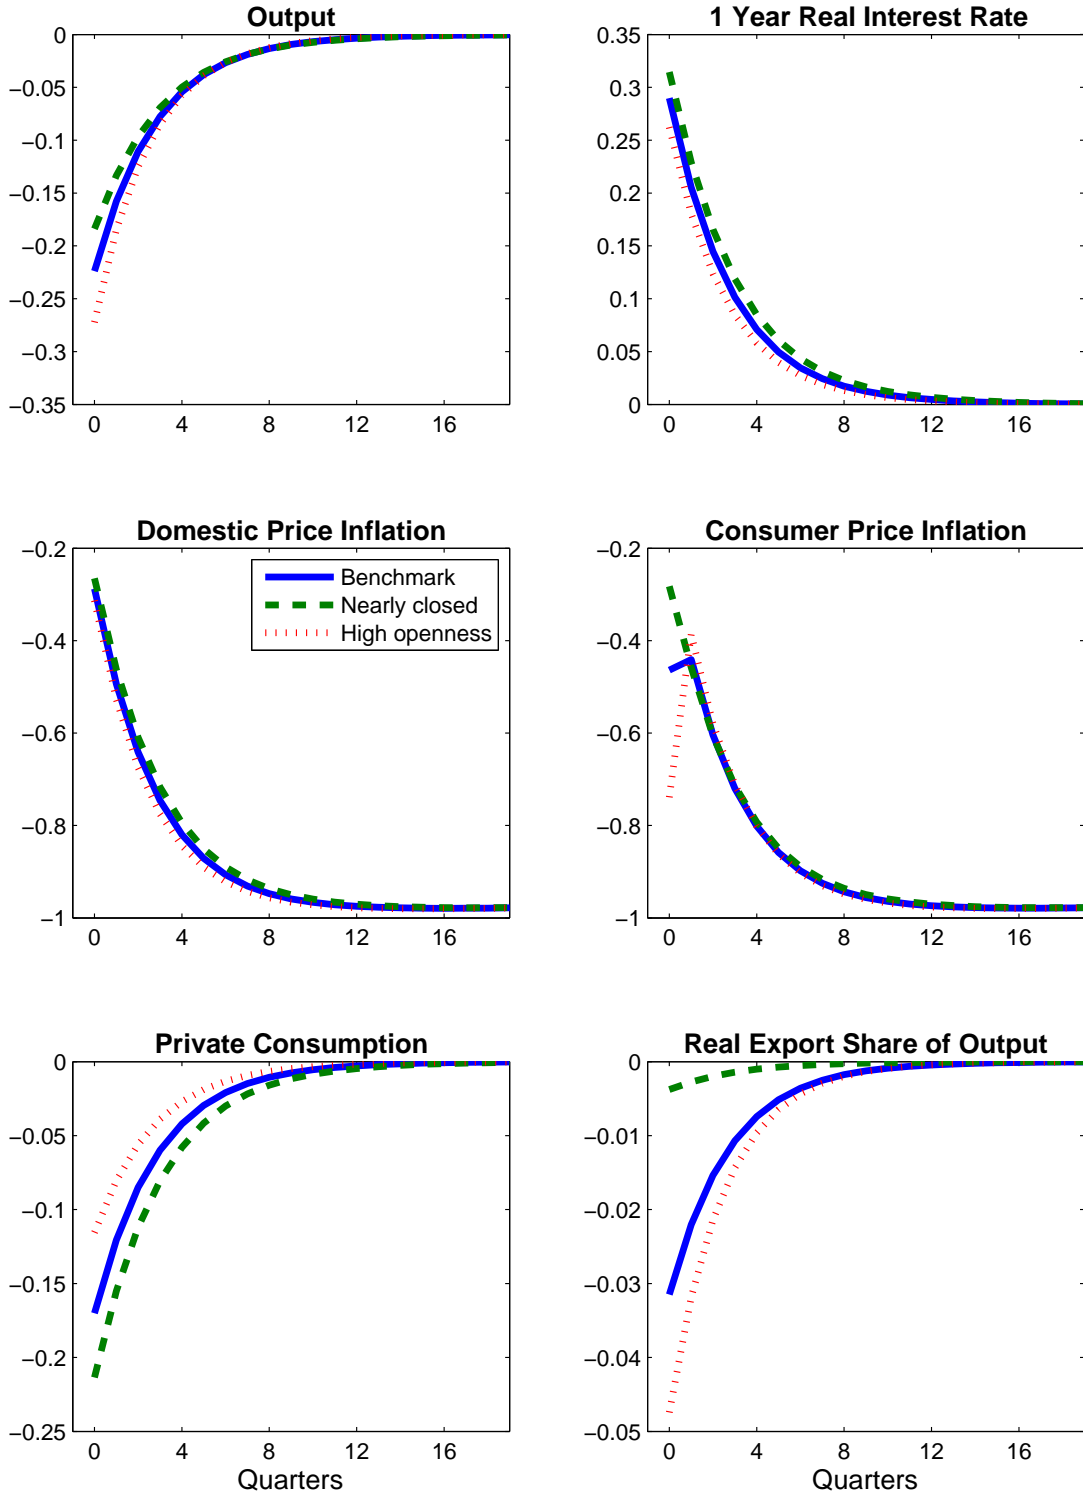 Output
0
−0.05
−0.1
−0.15
−0.2
−0.25
−0.3
−0.35
0 4 8 12 16
1 Year Real Interest Rate
0.35
0.3
0.25
0.2
0.15
0.1
0.05
0
0 4 8 12 16
Domestic Price Inflation
−0.2
−0.4
−0.6
−0.8
−1
0 4 8 12 16
Benchmark
Nearly closed
High openness
Consumer Price Inflation
−0.2
−0.4
−0.6
−0.8
−1
0 4 8 12 16
Private Consumption
0
−0.05
−0.1
−0.15
−0.2
−0.25
0 4 8 12 16
Quarters
Real Export Share of Output
0
−0.01
−0.02
−0.03
−0.04
−0.05
0 4 8 12 16
Quarters